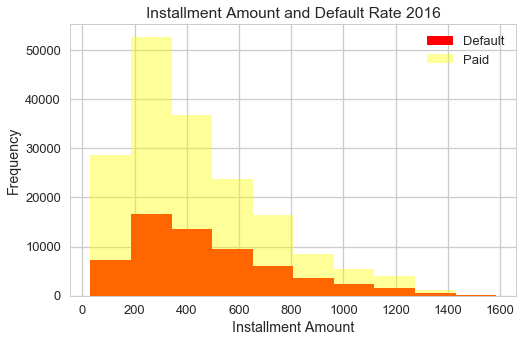 Installment Amount and Default Rate 2016
Default
Paid
Frequency
50000
40000
30000
20000
10000
0
0 200 400 600 800 1000 1200 1400 1600
Installment Amount